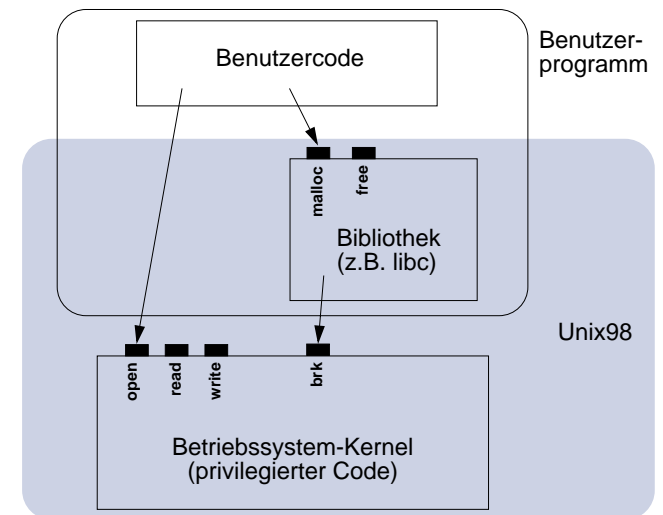 Benutzercode
Benutzer-
programm
malloc
free
Bibliothek
(z.B. libc)
Unix98
open
read
write
brk
Betriebssystem-Kernel
(privilegierter Code)